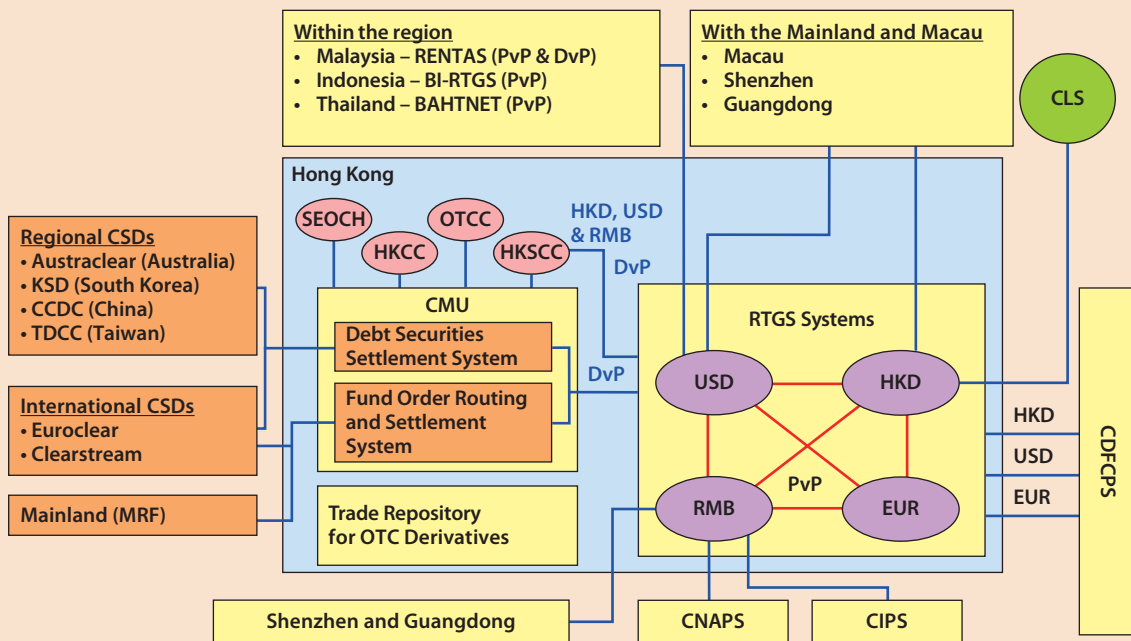 Within the region
• Malaysia – RENTAS (PvP & DvP)
• Indonesia – BI-RTGS (PvP)
• Thailand – BAHTNET (PvP)
With the Mainland and Macau
• Macau
• Shenzhen
• Guangdong
CLS
Hong Kong
SEOCH
HKCC
OTCC
HKSCC
HKD, USD
& RMB
DvP
Regional CSDs
• Austraclear (Australia)
• KSD (South Korea)
• CCDC (China)
• TDCC (Taiwan)
International CSDs
• Euroclear
• Clearstream
Mainland (MRF)
CMU
Debt Securities
Settlement System
Fund Order Routing
and Settlement
System
DvP
Trade Repository
for OTC Derivatives
RTGS Systems
USD
HKD
PvP
RMB
EUR
HKD
USD
EUR
CDFCPS
Shenzhen and Guangdong
CNAPS
CIPS